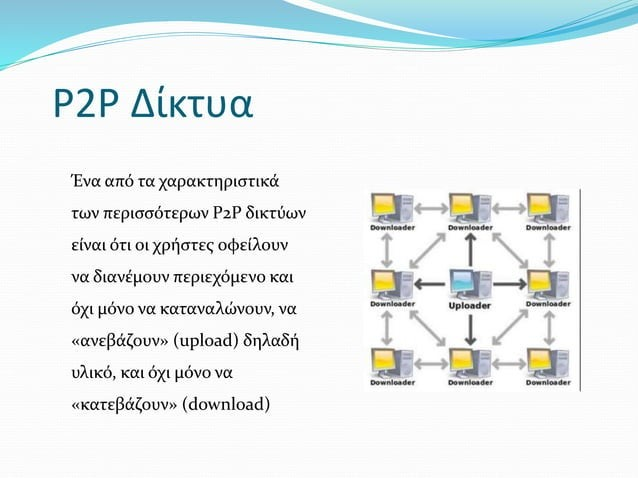 P2P Δίκτυα
Ένα από τα χαρακτηριστικά
των περισσότερων P2P δικτύων
είναι ότι οι χρήστες οφείλουν
να διανέμουν περιεχόμενο και
όχι μόνο να καταναλώνουν, να
«ανεβάζουν» (upload) δηλαδή
υλικό, και όχι μόνο να
«κατεβάζουν» (download)
Downloader Downloader Downloader
Downloader Uploader Downloader
Downloader Downloader Downloader